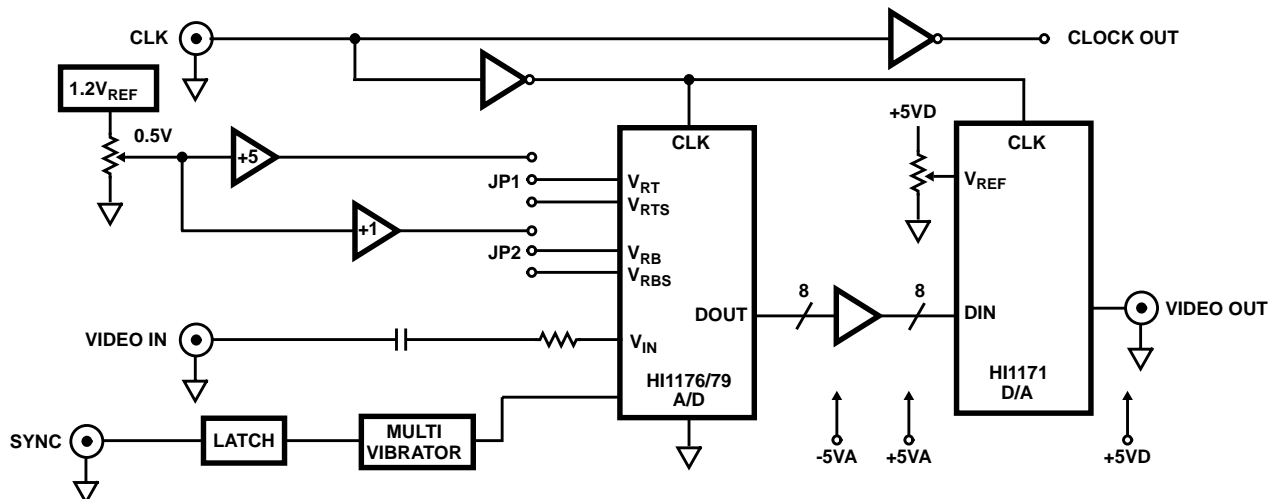 CLK
CLOCK OUT
1.2VREF
0.5V
+5
+1
JP1
JP2
CLK
VRT
VRTS
VRB
VRBS
VIN
DOUT
HI1176/79
A/D
+5VD
CLK
VREF
DIN
HI1171
D/A
8
8
VIDEO IN
VIDEO OUT
SYNC
LATCH
MULTI
VIBRATOR
-5VA
+5VA
+5VD